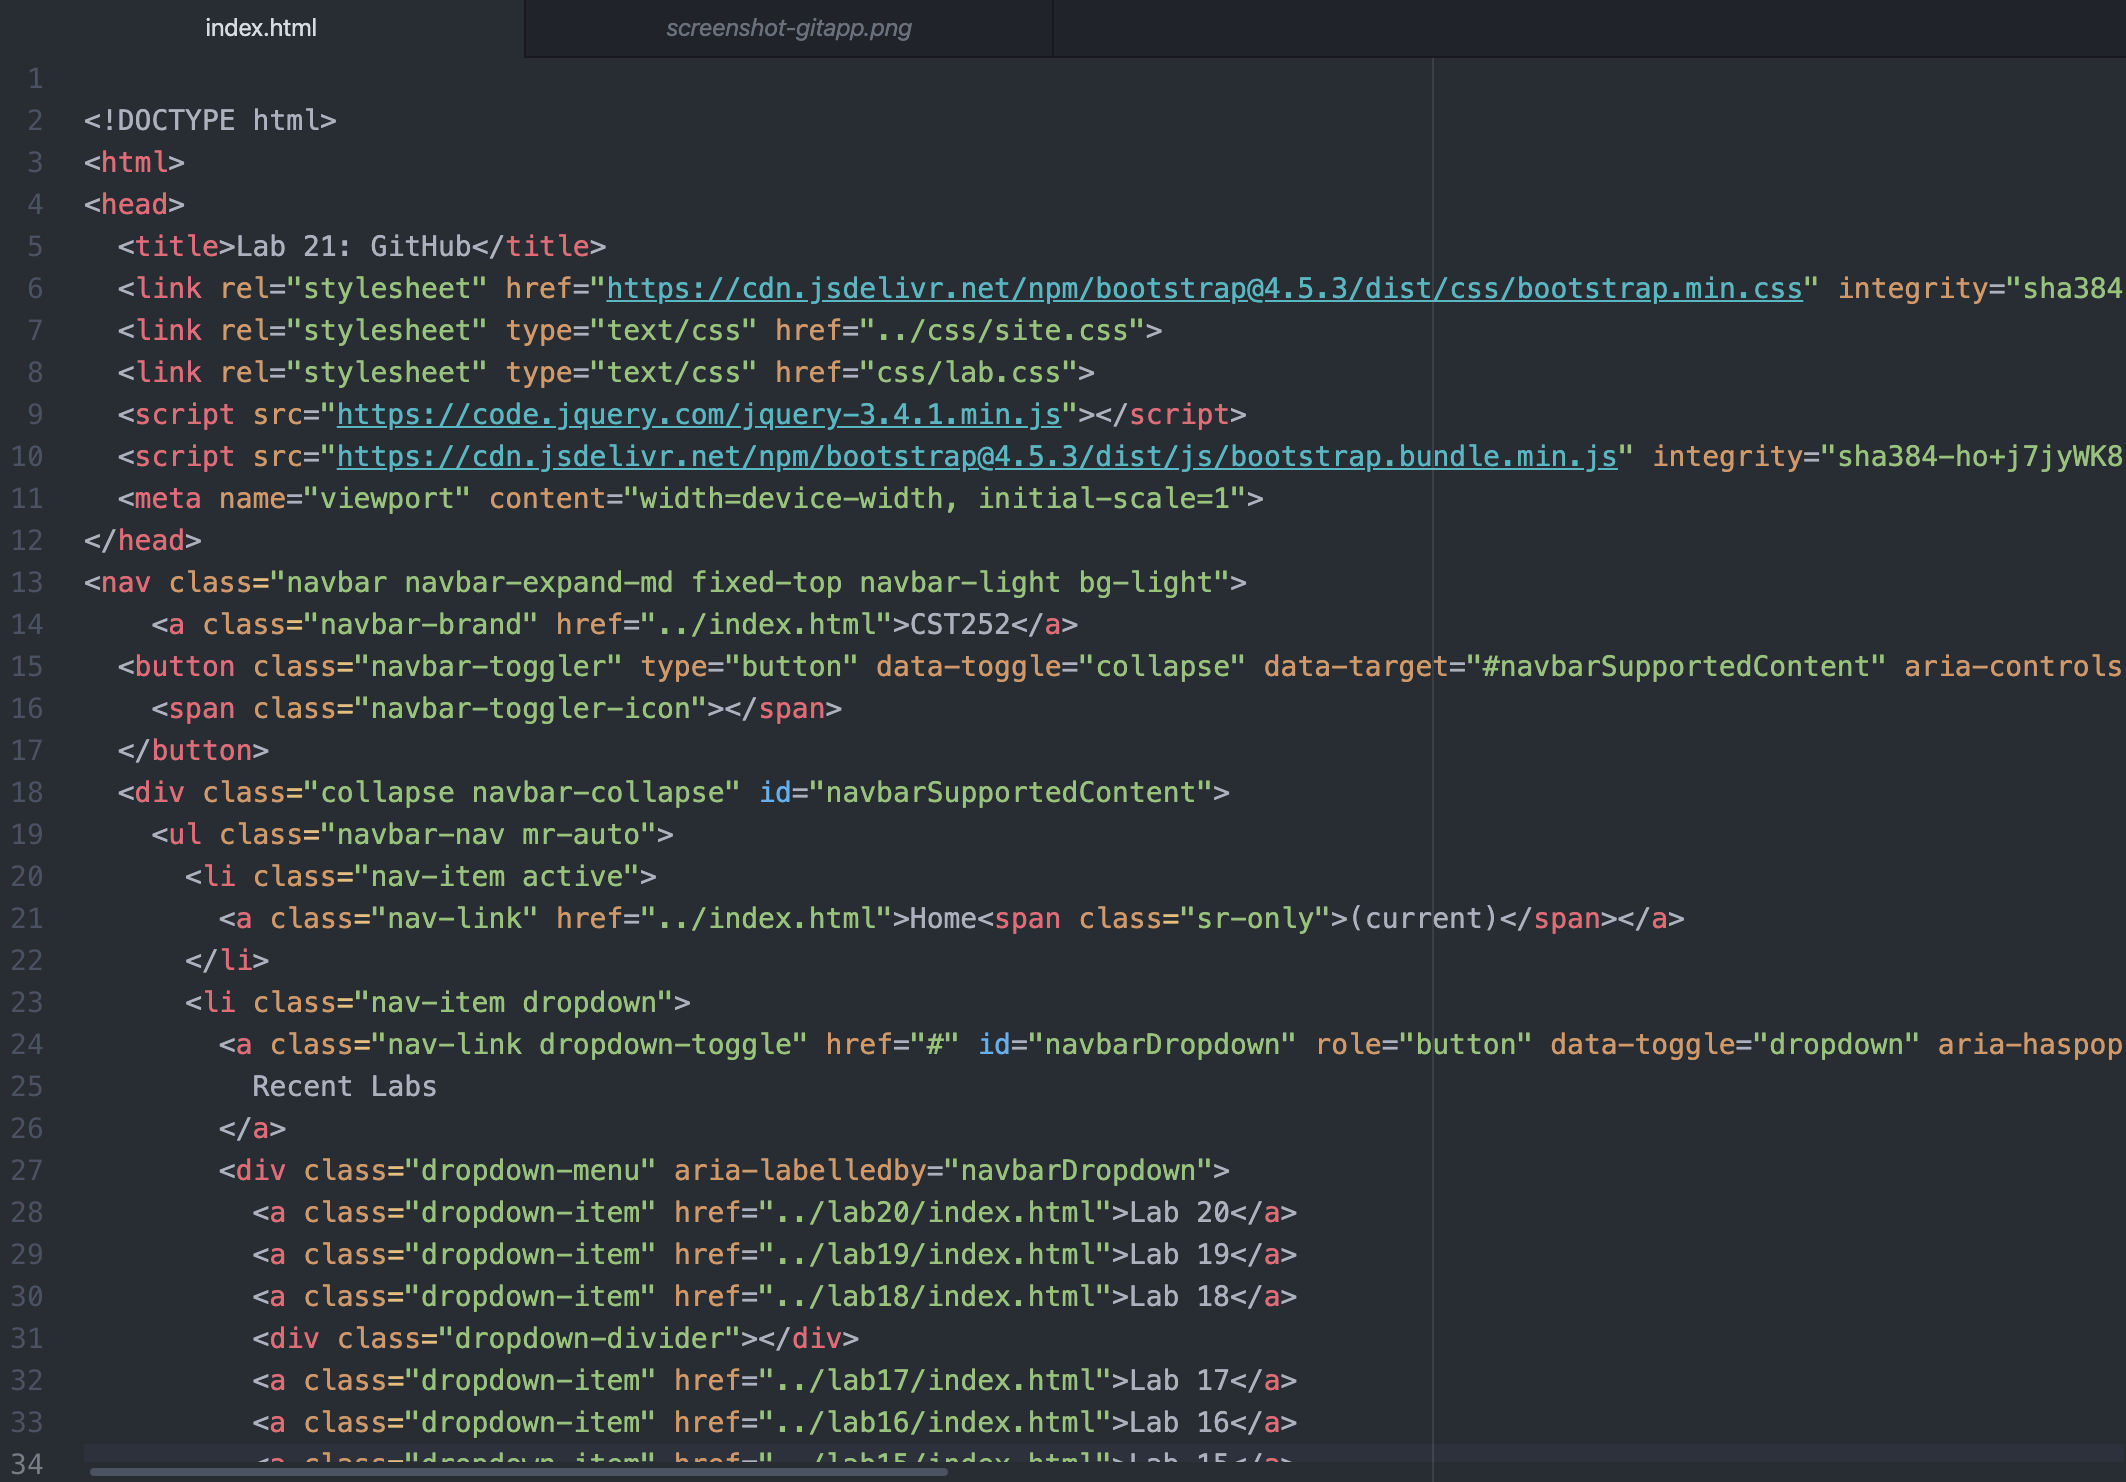 index.html
screenshot-gitapp.png
1
2 <!DOCTYPE html>
3 <html>
4 <head>
5 <title>Lab 21: GitHub</title>
6 <link rel="stylesheet" href="https://cdn.jsdelivr.net/npm/bootstrap@4.5.3/dist/css/bootstrap.min.css" integrity="sha384
7 <link rel="stylesheet" type="text/css" href="../css/site.css">
8 <link rel="stylesheet" type="text/css" href="css/lab.css">
9 <script src="https://code.jquery.com/jquery-3.4.1.min.js"></script>
10 <script src="https://cdn.jsdelivr.net/npm/bootstrap@4.5.3/dist/js/bootstrap.bundle.min.js" integrity="sha384-ho+j7jyWK8
11 <meta name="viewport" content="width=device-width, initial-scale=1">
12 </head>
13 <nav class="navbar navbar-expand-md fixed-top navbar-light bg-light">
14 <a class="navbar-brand" href="../index.html">CST252</a>
15 <button class="navbar-toggler" type="button" data-toggle="collapse" data-target="#navbarSupportedContent" aria-controls
16 <span class="navbar-toggler-icon"></span>
17 </button>
18 <div class="collapse navbar-collapse" id="navbarSupportedContent">
19 <ul class="navbar-nav mr-auto">
20 <li class="nav-item active">
21 <a class="nav-link" href="../index.html">Home<span class="sr-only">(current)</span></a>
22 </li>
23 <li class="nav-item dropdown">
24 <a class="nav-link dropdown-toggle" href="#" id="navbarDropdown" role="button" data-toggle="dropdown" aria-haspop
25 Recent Labs
26 </a>
27 <div class="dropdown-menu" aria-labelledby="navbarDropdown">
28 <a class="dropdown-item" href="../lab20/index.html">Lab 20</a>
29 <a class="dropdown-item" href="../lab19/index.html">Lab 19</a>
30 <a class="dropdown-item" href="../lab18/index.html">Lab 18</a>
31 <div class="dropdown-divider"></div>
32 <a class="dropdown-item" href="../lab17/index.html">Lab 17</a>
33 <a class="dropdown-item" href="../lab16/index.html">Lab 16</a>
34 <a class="dropdown-item" href="../lab15/index.html">Lab 15</a>